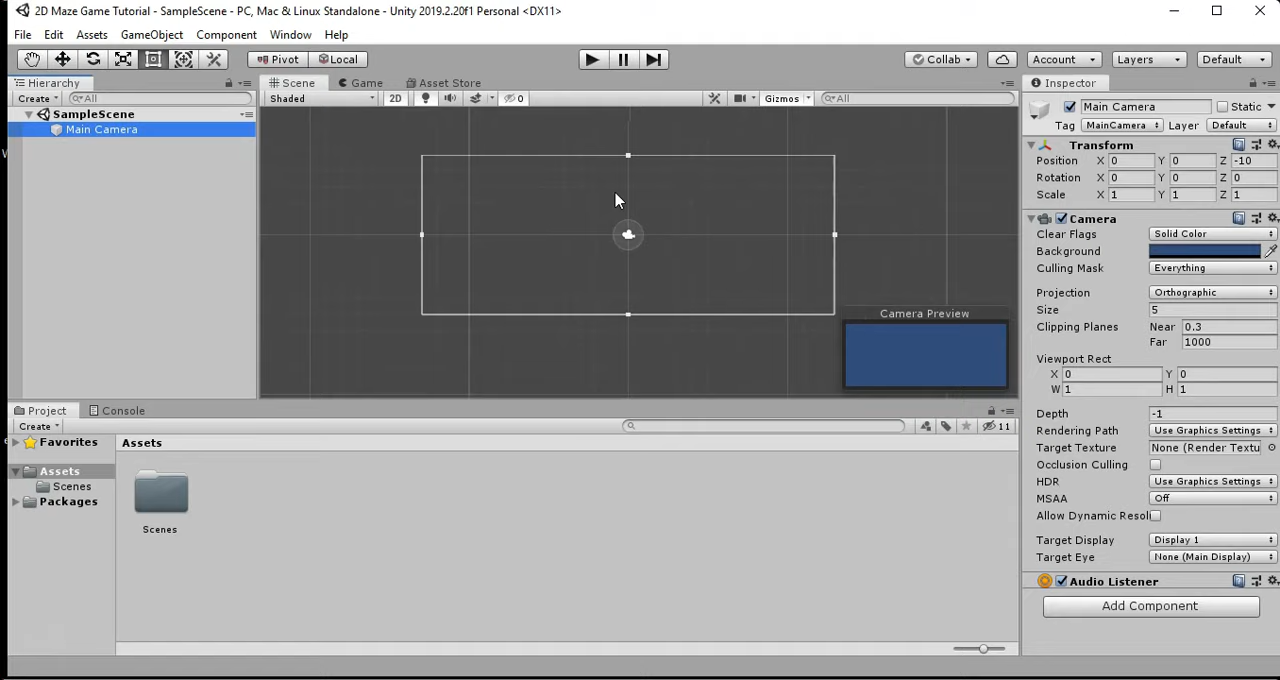 2D Maze Game Tutorial - SampleScene - PC, Mac & Linux Standalone - Unity 2019.2.20f1 Personal <DX11>
File Edit Assets GameObject Component Window Help
Pivot Local Collab Account Layers Default
Hierarchy Scene Game Asset Store Inspector
Create All Shaded 2D 0 Gizmos All
SampleScene
Main Camera
Main Camera Static
Tag MainCamera Layer Default
Transform
Position X 0 Y 0 Z -10
Rotation X 0 Y 0 Z 0
Scale X 1 Y 1 Z 1
Camera
Clear Flags Solid Color
Background
Culling Mask Everything
Projection Orthographic
Size 5
Clipping Planes Near 0.3
Far 1000
Viewport Rect
X 0 Y 0
W 1 H 1
Depth -1
Rendering Path Use Graphics Settings
Target Texture None (Render Textu
Occlusion Culling
HDR Use Graphics Settings
MSAA Off
Allow Dynamic Resol
Target Display Display 1
Target Eye None (Main Display)
Audio Listener
Add Component
Camera Preview
Project Console
Create 11
Favorites
Assets
Scenes
Packages
Assets
Scenes